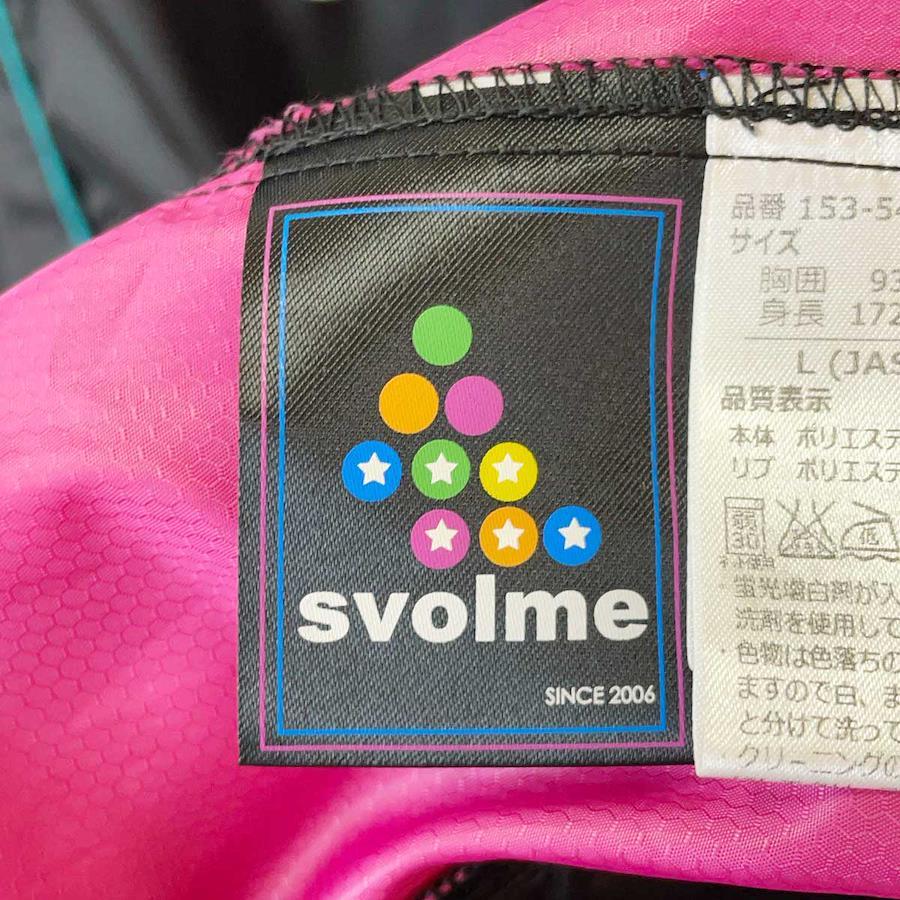 svolme
SINCE 2006
品番 153-54
サイズ
胸囲 93
身長 172
L (JAS
品質表示
本体 ポリエステ
リブ ポリエステ
弱
30
低
蛍光増白剤が入
洗剤を使用して
・色物は色落ちの
ますので白、ま
と分けて洗って
クリーニングの